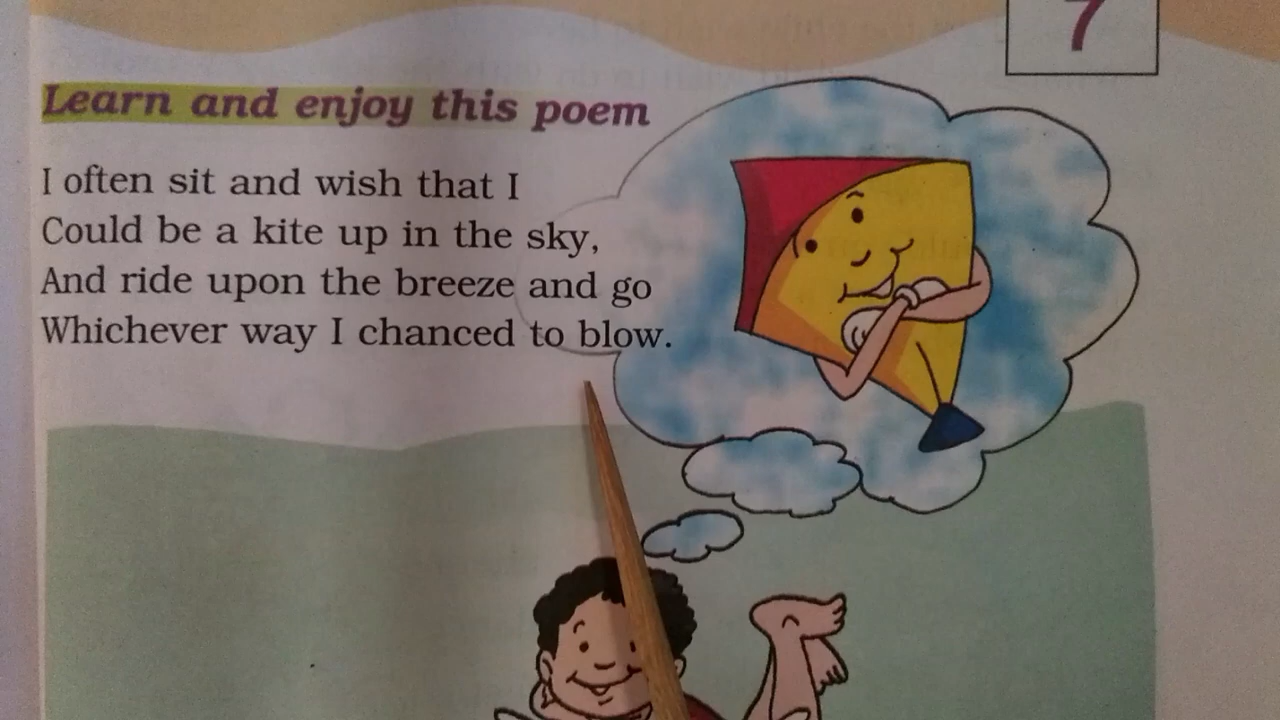 7
Learn and enjoy this poem
I often sit and wish that I
Could be a kite up in the sky,
And ride upon the breeze and go
Whichever way I chanced to blow.